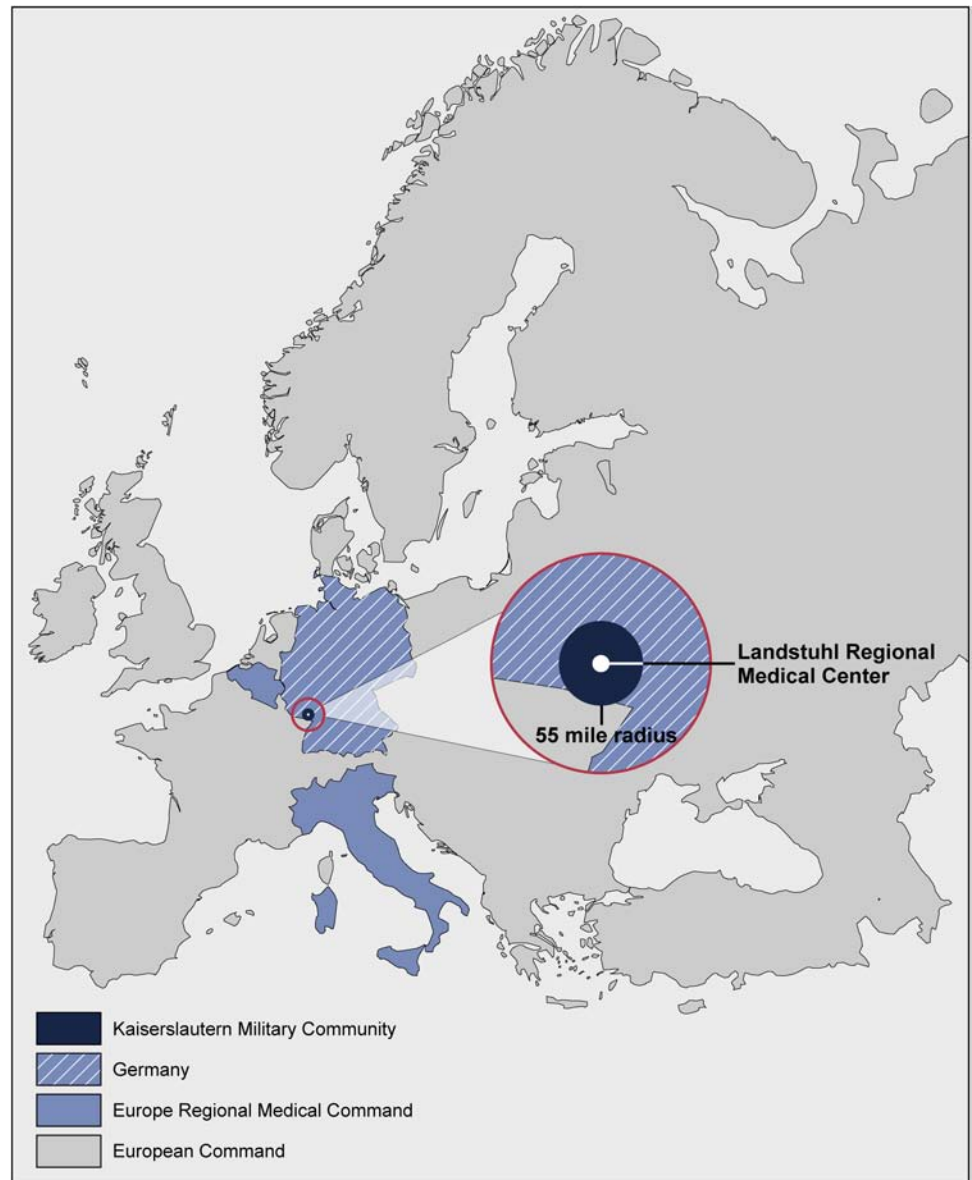 Landstuhl Regional
Medical Center
55 mile radius
Kaiserslautern Military Community
Germany
Europe Regional Medical Command
European Command